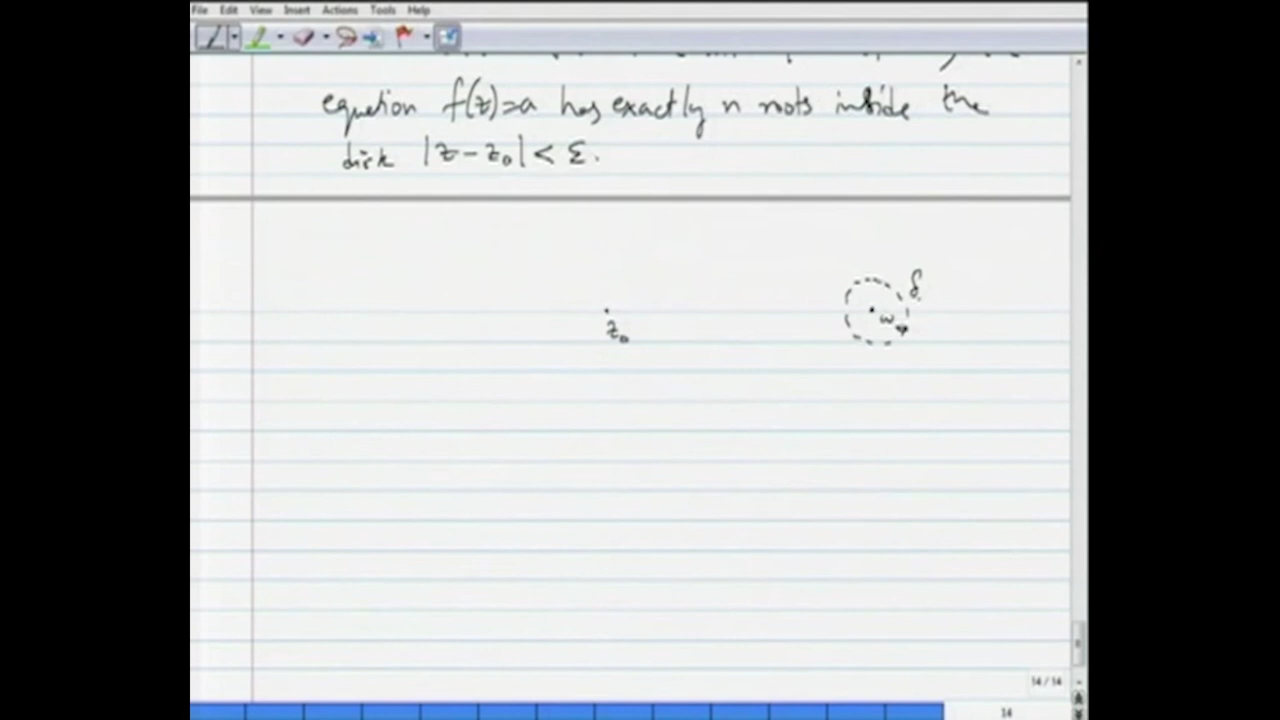 File Edit View Insert Actions Tools Help
equation f(z)=a has exactly n roots inside the
disk |z-z₀| < ε.
δ
w₀
z₀
14 / 14
14